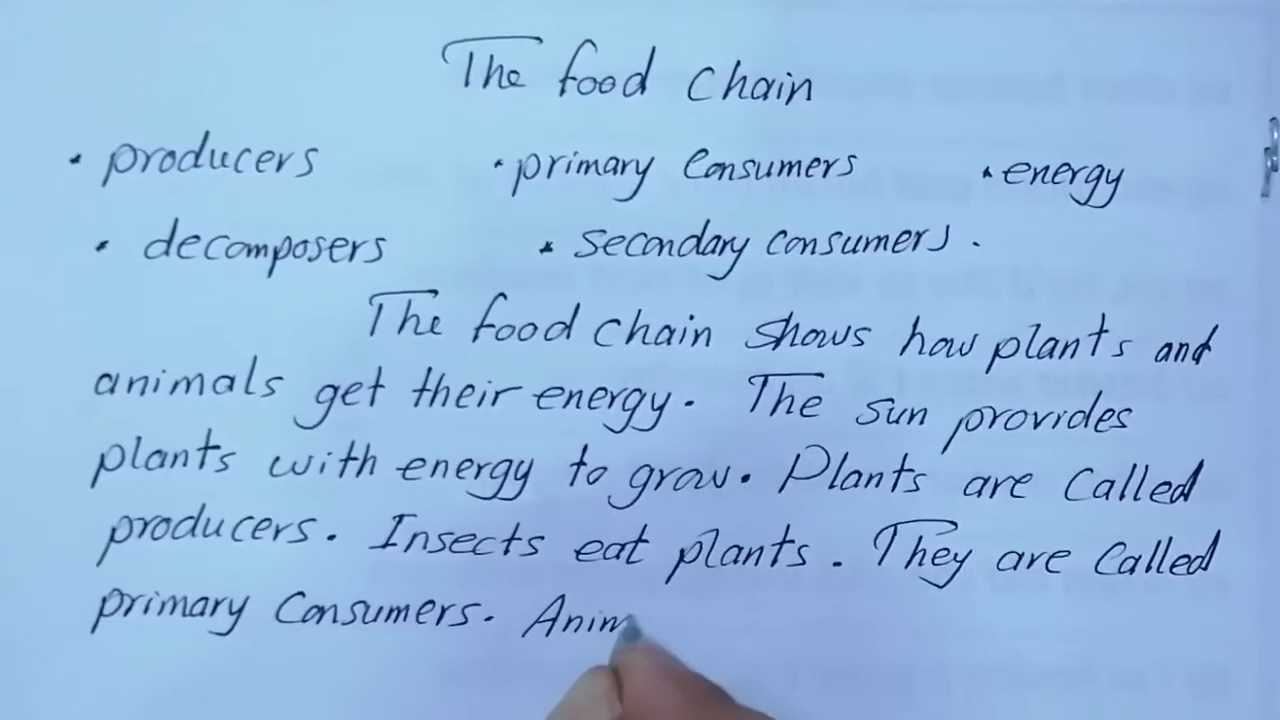 The food chain
• producers • primary consumers • energy
• decomposers • secondary consumers.
The food chain shows how plants and
animals get their energy. The sun provides
plants with energy to grow. Plants are called
producers. Insects eat plants. They are called
primary consumers. Anim